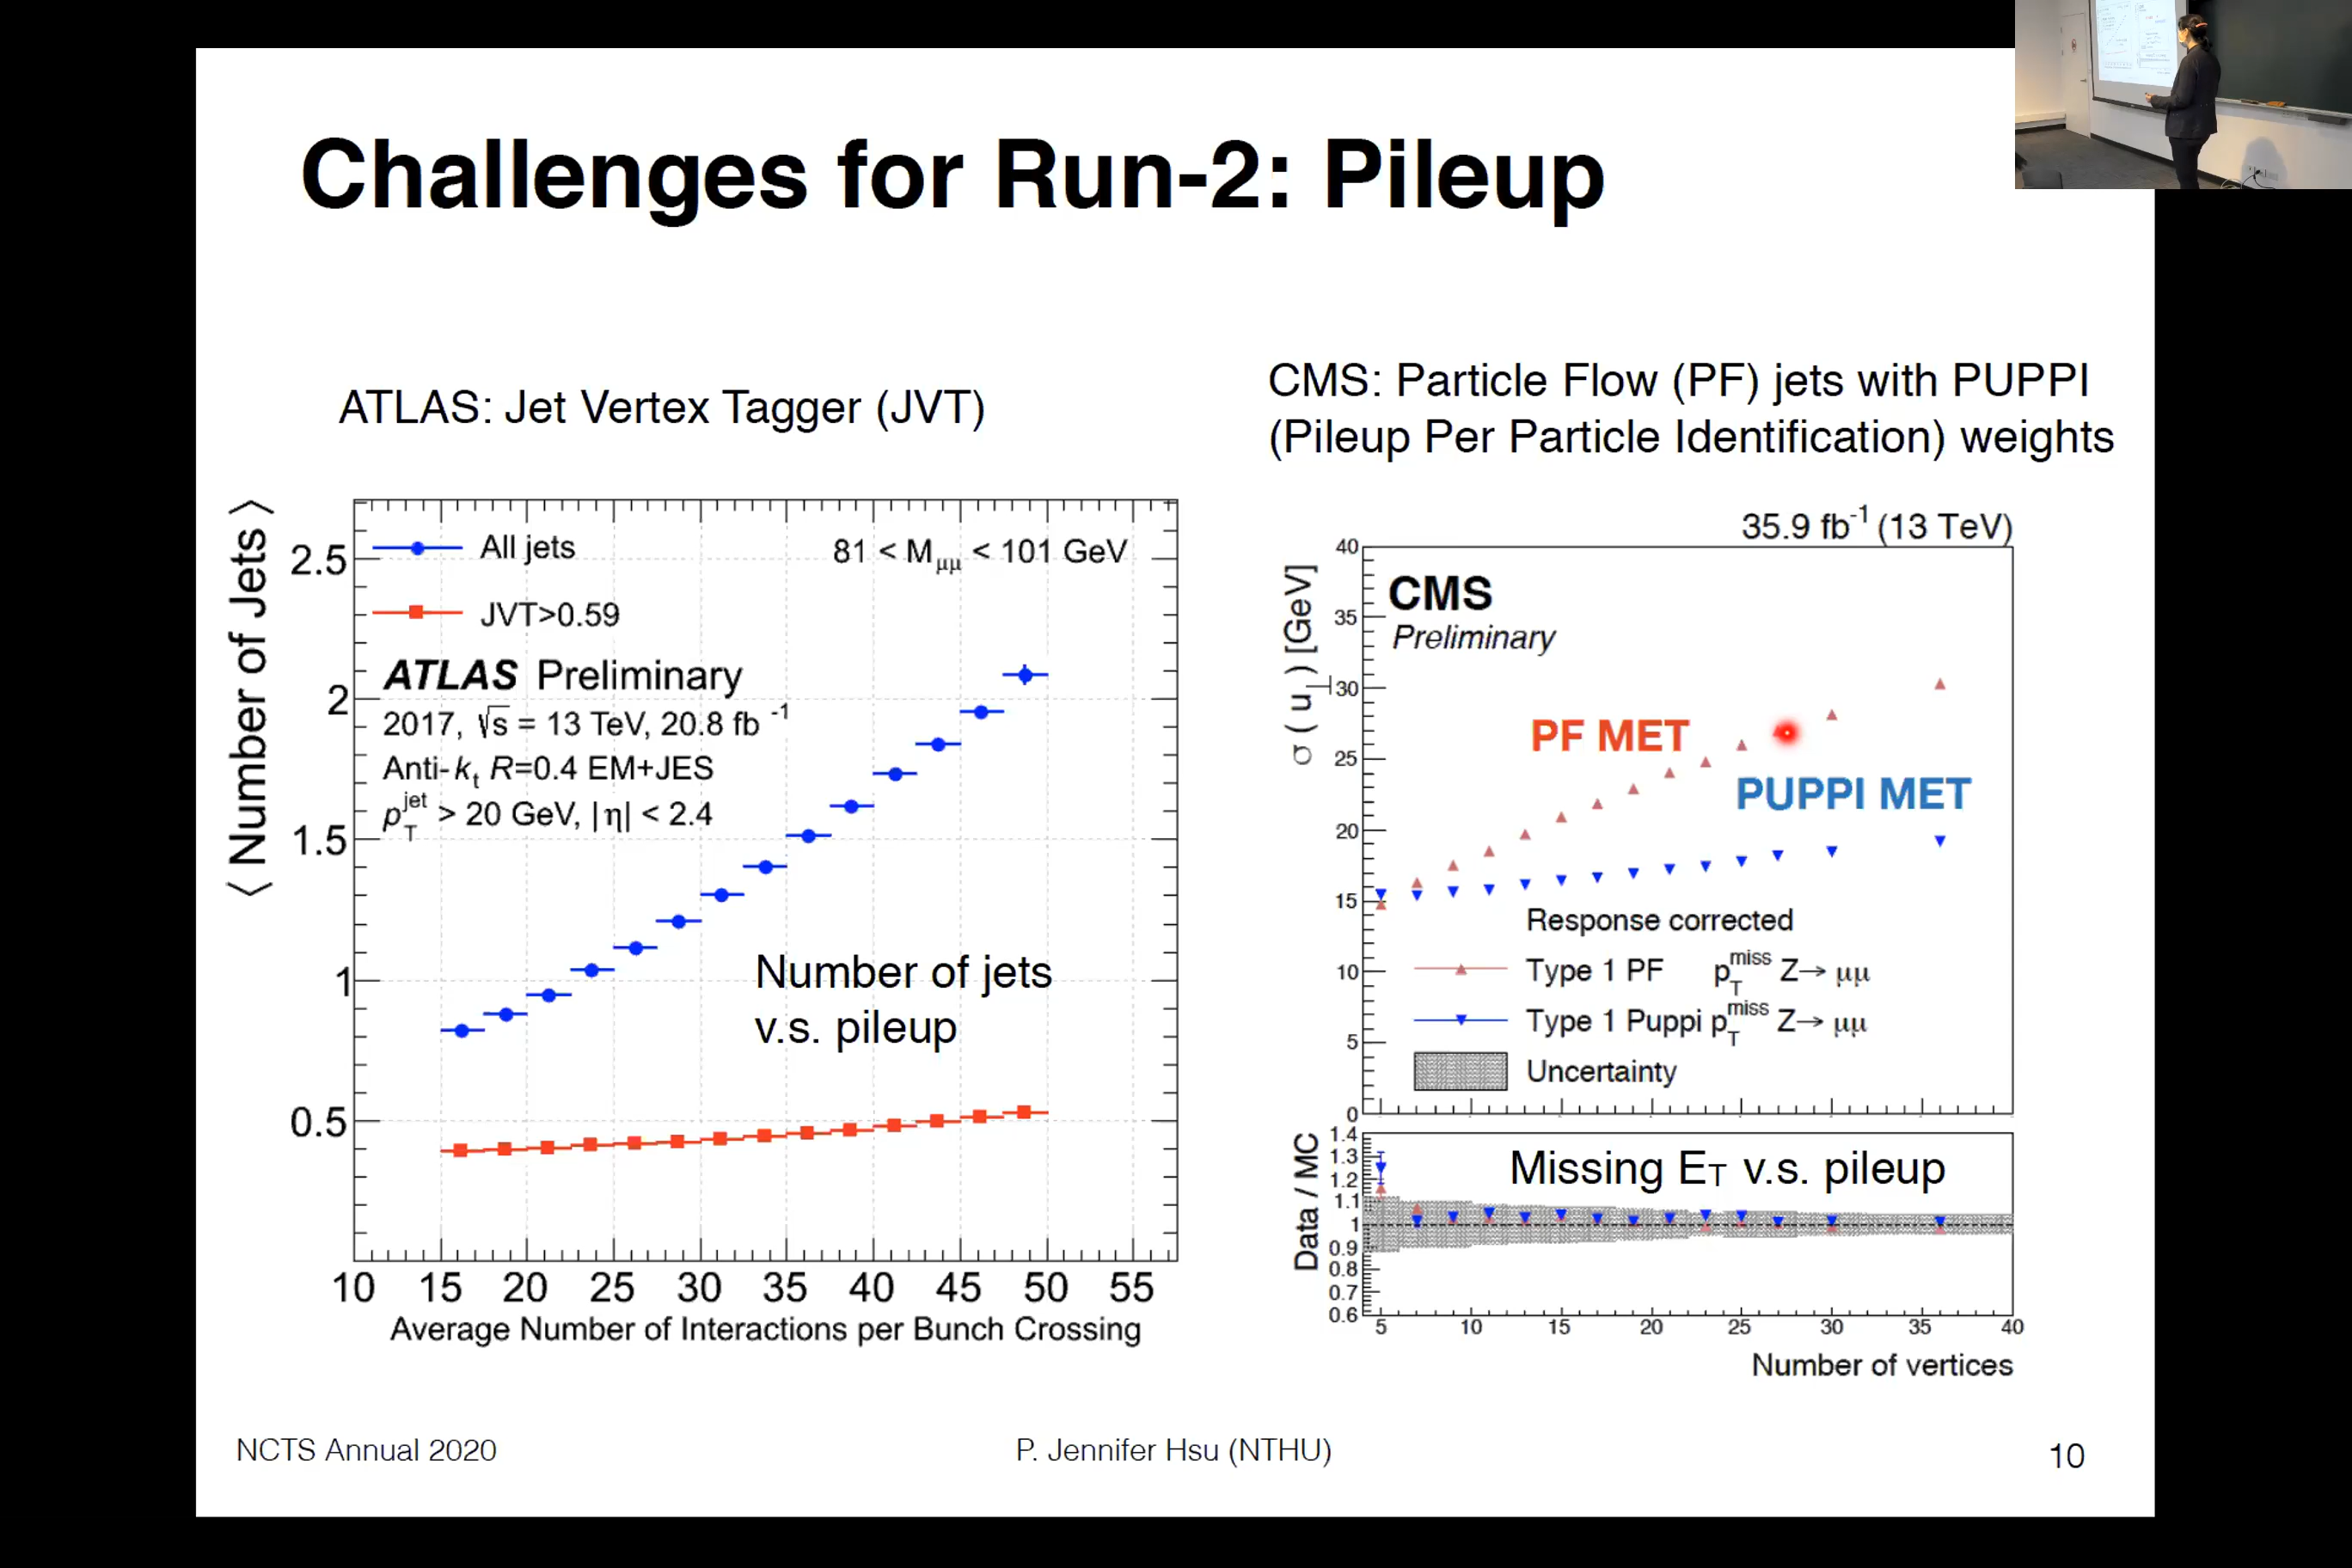 Challenges for Run-2: Pileup
ATLAS: Jet Vertex Tagger (JVT)
⟨ Number of Jets ⟩
2.5
2
1.5
1
0.5
All jets
81 < Mμμ < 101 GeV
JVT>0.59
ATLAS Preliminary
2017, √s = 13 TeV, 20.8 fb⁻¹
Anti-kt R=0.4 EM+JES
pT^jet > 20 GeV, |η| < 2.4
Number of jets
v.s. pileup
10 15 20 25 30 35 40 45 50 55
Average Number of Interactions per Bunch Crossing
CMS: Particle Flow (PF) jets with PUPPI
(Pileup Per Particle Identification) weights
35.9 fb⁻¹ (13 TeV)
σ ( u⊥ ) [GeV]
40
35
30
25
20
15
10
5
0
CMS
Preliminary
PF MET
PUPPI MET
Response corrected
Type 1 PF pT^miss Z→ μμ
Type 1 Puppi pT^miss Z→ μμ
Uncertainty
Data / MC
1.4
1.3
1.2
1.1
1
0.9
0.8
0.7
0.6
Missing ET v.s. pileup
5 10 15 20 25 30 35 40
Number of vertices
NCTS Annual 2020
P. Jennifer Hsu (NTHU)
10